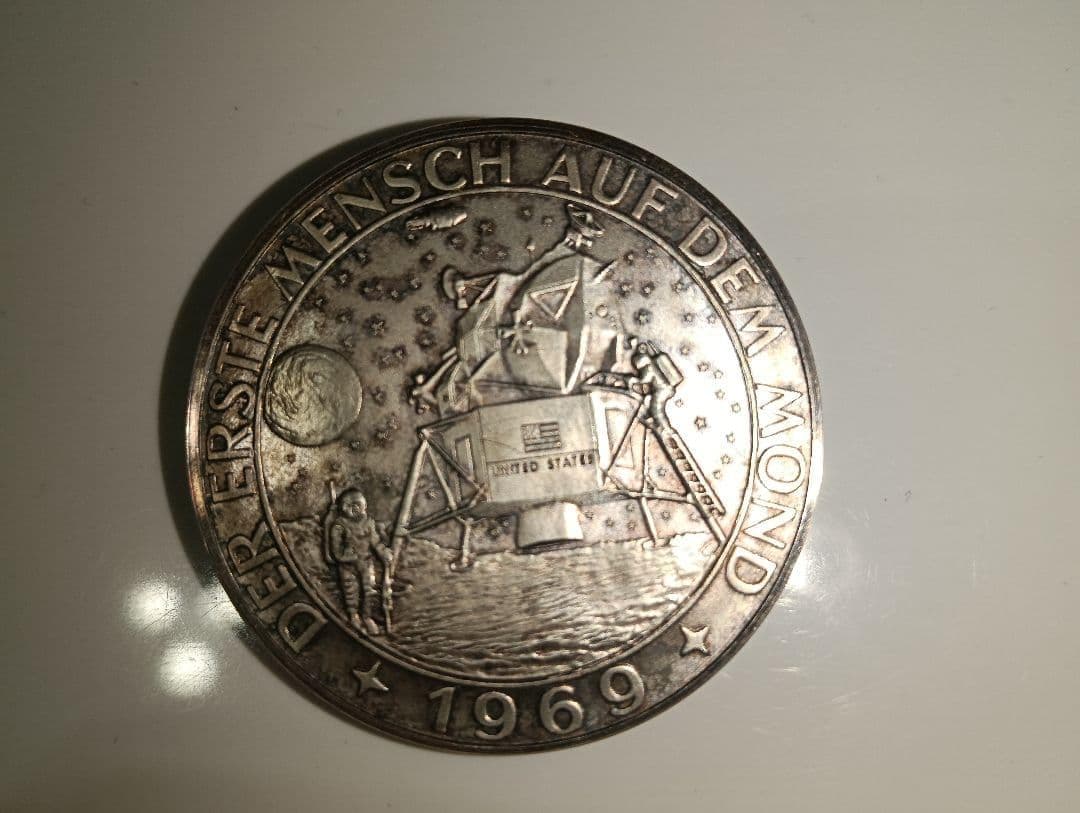 DER ERSTE MENSCH AUF DEM MOND
UNITED STATES
1969